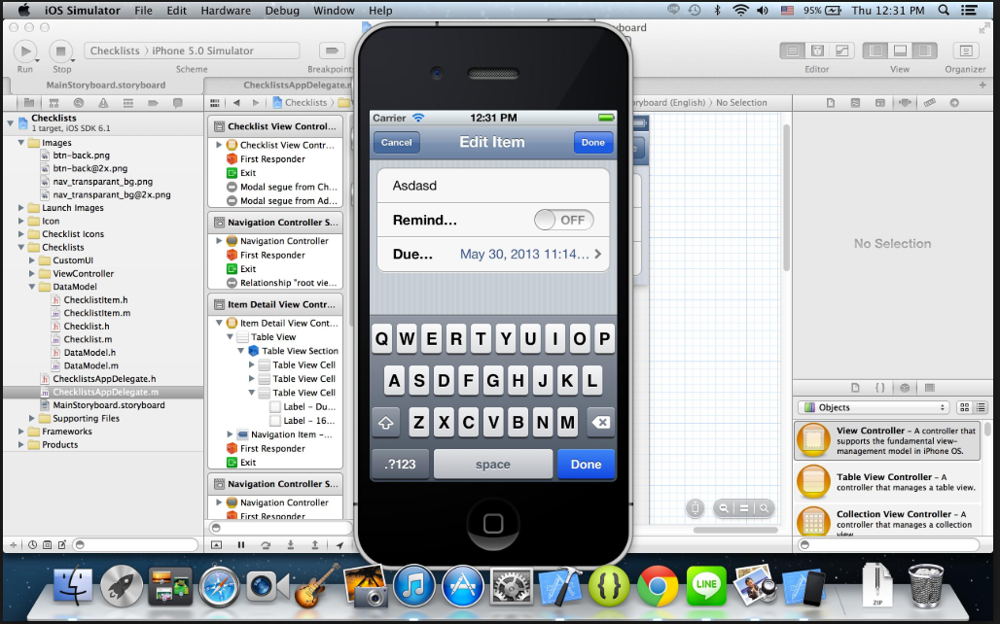 iOS Simulator File Edit Hardware Debug Window Help 95% Thu 12:31 PM
Checklists iPhone 5.0 Simulator
Run Stop Scheme Breakpoint
Editor View Organizer
MainStoryboard.storyboard
ChecklistsAppDelegate.m
Checklists
No Selection
Checklists
1 target, iOS SDK 6.1
Images
btn-back.png
btn-back@2x.png
nav_transparant_bg.png
nav_transparant_bg@2x.png
Launch Images
Icon
Checklist Icons
Checklists
CustomUI
ViewController
DataModel
ChecklistItem.h
ChecklistItem.m
Checklist.h
Checklist.m
DataModel.h
DataModel.m
ChecklistsAppDelegate.h
ChecklistsAppDelegate.m
MainStoryboard.storyboard
Supporting Files
Frameworks
Products
Checklist View Control...
Checklist View Contr...
First Responder
Exit
Modal segue from Ch...
Modal segue from Ad...
Navigation Controller S...
Navigation Controller
First Responder
Exit
Relationship "root vie...
Item Detail View Contr...
Item Detail View Cont...
Table View
Table View Section
Table View Cell
Table View Cell
Table View Cell
Label - Du...
Label - 16...
Navigation Item -...
First Responder
Exit
Navigation Controller S...
Navigation Controller
First Responder
Carrier 12:31 PM
Cancel Edit Item Done
Asdasd
Remind... OFF
Due... May 30, 2013 11:14...
Q W E R T Y U I O P
A S D F G H J K L
Z X C V B N M
.?123 space Done
board
oryboard (English) No Selection
No Selection
{ }
Objects
View Controller – A controller that
supports the fundamental view-
management model in iPhone OS.
Table View Controller – A
controller that manages a table view.
Collection View Controller – A
controller that manages a collection
view.
LINE
ZIP